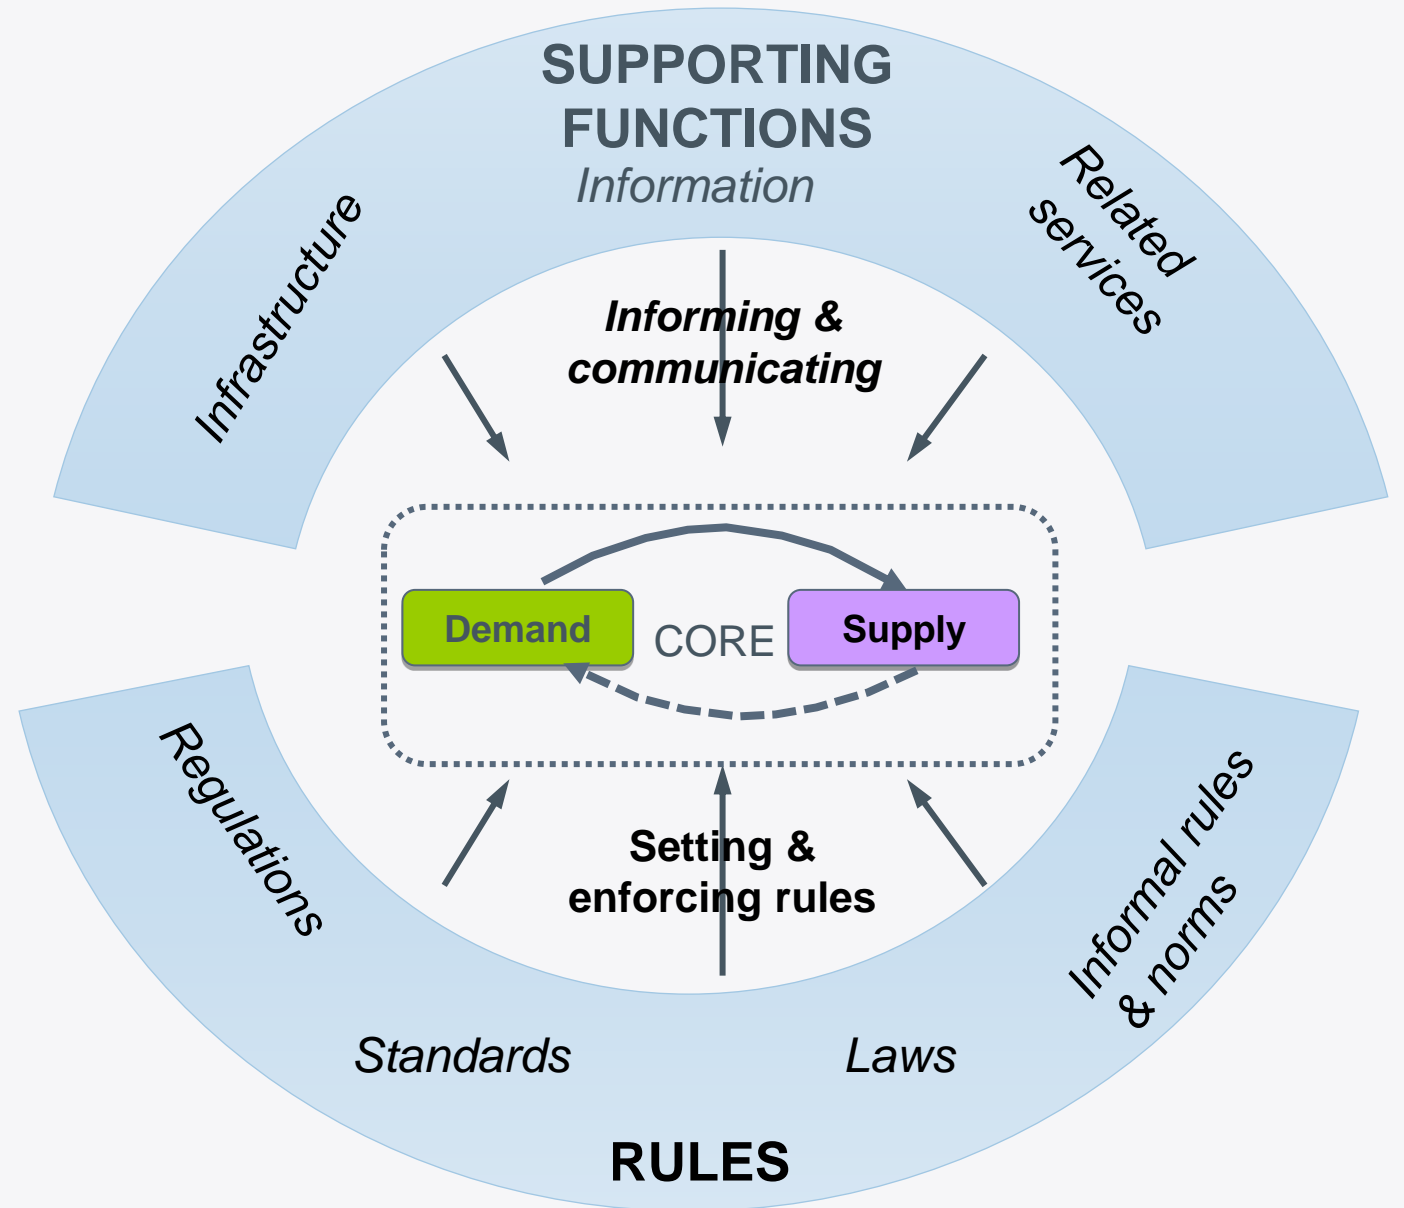 SUPPORTING
FUNCTIONS
Information
Infrastructure
Related
services
Informing &
communicating
Demand
CORE
Supply
Regulations
Setting &
enforcing rules
Informal rules
& norms
Standards
Laws
RULES